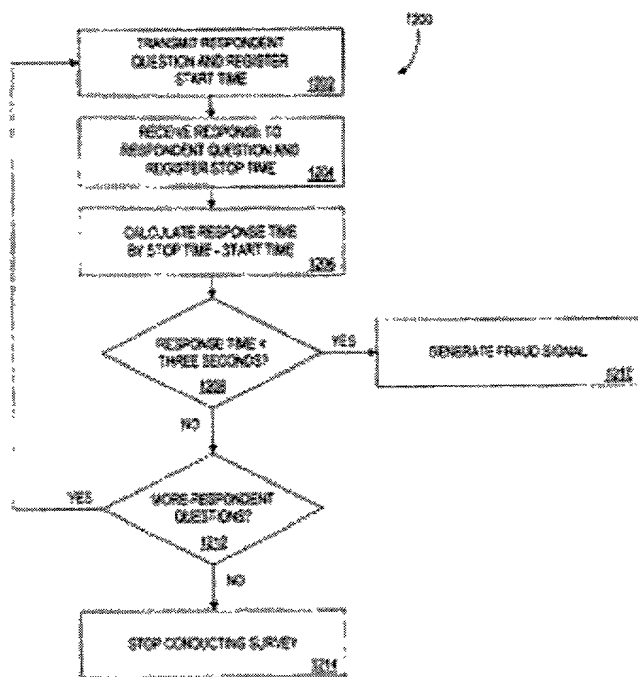 1200
TRANSMIT RESPONDENT
QUESTION AND REGISTER
START TIME
1202
RECEIVE RESPONSE TO
RESPONDENT QUESTION AND
REGISTER STOP TIME
1204
CALCULATE RESPONSE TIME
BY STOP TIME - START TIME
1206
RESPONSE TIME <
THREE SECONDS?
1208
YES
GENERATE FRAUD SIGNAL
NO
YES
MORE RESPONDENT
QUESTIONS?
NO
STOP CONDUCTING SURVEY
1214